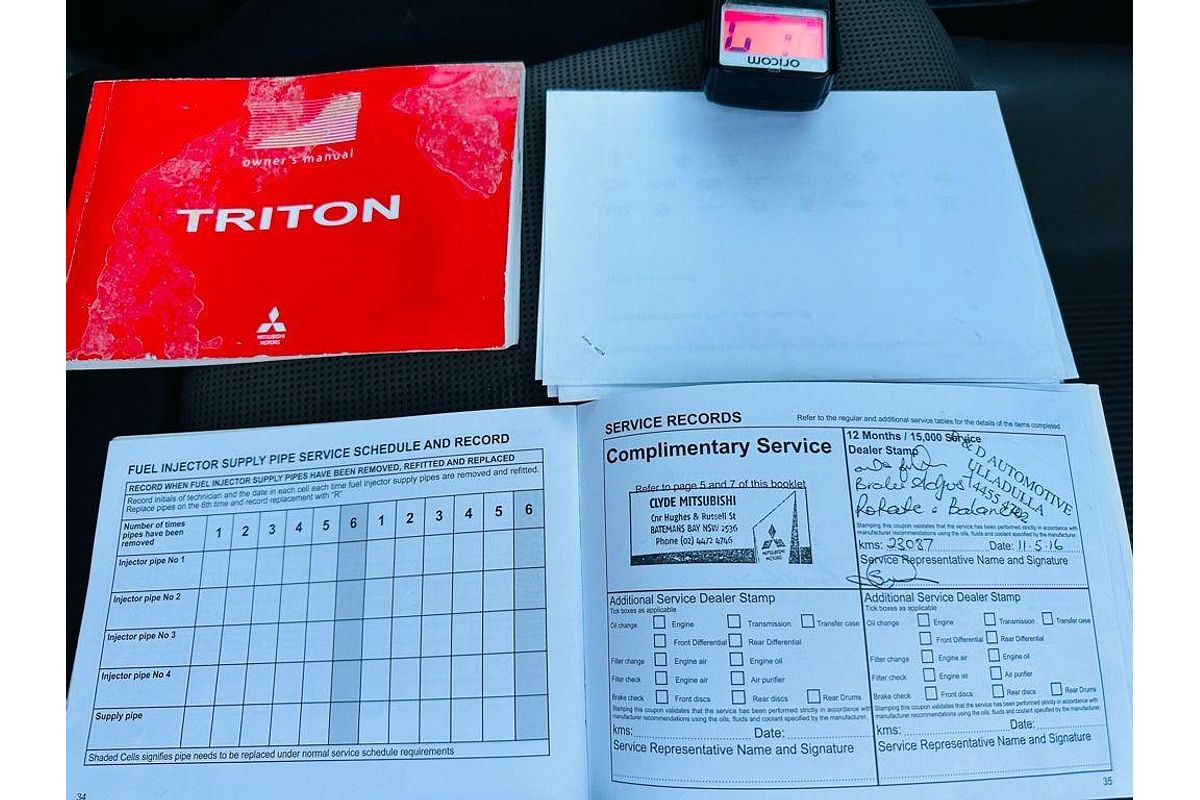 oricom
owner's manual
TRITON
MITSUBISHI
MOTORS
FUEL INJECTOR SUPPLY PIPE SERVICE SCHEDULE AND RECORD
RECORD WHEN FUEL INJECTOR SUPPLY PIPES HAVE BEEN REMOVED, REFITTED AND REPLACED
Record initials of technician and the date in each cell each time fuel injector supply pipes are removed and refitted.
Replace pipes on the 6th time and record replacement with "R"
Number of times
pipes have been
removed
1 2 3 4 5 6 1 2 3 4 5 6
Injector pipe No 1
Injector pipe No 2
Injector pipe No 3
Injector pipe No 4
Supply pipe
Shaded Cells signifies pipe needs to be replaced under normal service schedule requirements
34
SERVICE RECORDS
Refer to the regular and additional service tables for the details of the items completed
Complimentary Service
Refer to page 5 and 7 of this booklet
CLYDE MITSUBISHI
Cnr Hughes & Russell St
BATEMANS BAY NSW 2536
Phone (02) 4472 4746
MITSUBISHI
MOTORS
12 Months / 15,000 Service
Dealer Stamp
D AUTOMOTIVE
ULLADULLA
4455
Brake Adjust
Rotate & Balance
Stamping this coupon validates that the service has been performed strictly in accordance with
manufacturer recommendations using the oils, fluids and coolant specified by the manufacturer
kms: 23087 Date: 11.5.16
Service Representative Name and Signature
Additional Service Dealer Stamp
Tick boxes as applicable
Oil change Engine Transmission Transfer case
Front Differential Rear Differential
Filter change Engine air Engine oil
Filter check Engine air Air purifier
Brake check Front discs Rear discs Rear Drums
Stamping this coupon validates that the service has been performed strictly in accordance with
manufacturer recommendations using the oils, fluids and coolant specified by the manufacturer.
kms: Date:
Service Representative Name and Signature
Additional Service Dealer Stamp
Tick boxes as applicable
Oil change Engine Transmission Transfer case
Front Differential Rear Differential
Filter change Engine air Engine oil
Filter check Engine air Air purifier
Brake check Front discs Rear discs Rear Drums
Stamping this coupon validates that the service has been performed strictly in accordance with
manufacturer recommendations using the oils, fluids and coolant specified by the manufacturer.
kms: Date:
Service Representative Name and Signature
35